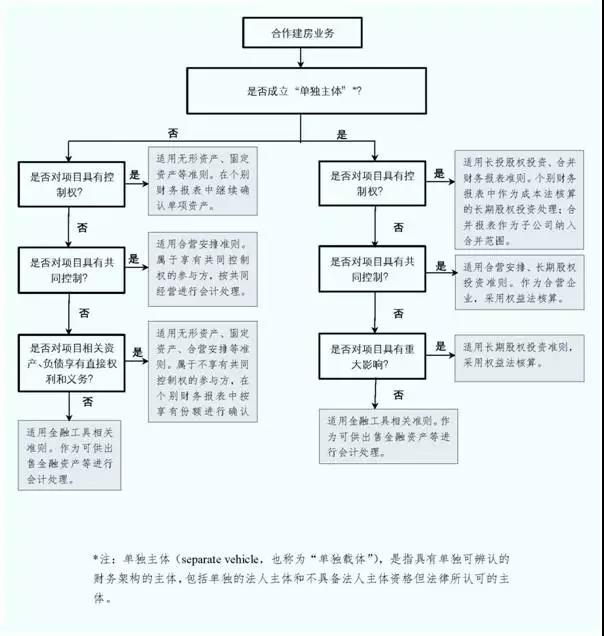 合作建房业务
是否成立“单独主体”*?
否
是
是否对项目具有控
制权?
是
适用无形资产、固定
资产等准则。在个别
财务报表中继续确
认单项资产。
否
是否对项目具有
共同控制?
是
适用合营安排准则。
属于享有共同控制
权的参与方，按共同
经营进行会计处理。
否
是否对项目相关资
产、负债享有直接权
利和义务?
是
适用无形资产、固定
资产、合营安排等准
则。属于不享有共同
控制权的参与方，在
个别财务报表中按
享有份额进行确认
否
适用金融工具相关
准则。作为可供出
售金融资产等进行
会计处理。
是否对项目具有控
制权?
是
适用长投股权投资、合并
财务报表准则。个别财务
报表中作为成本法核算
的长期股权投资处理；合
并报表作为子公司纳入
合并范围。
否
是否对项目具有共
同控制?
是
适用合营安排、长期股权
投资准则。作为合营企
业，采用权益法核算。
否
是否对项目具有重
大影响?
是
适用长期股权投资准则，
采用权益法核算。
否
适用金融工具相关准则。作
为可供出售金融资产等进行
会计处理。
*注：单独主体（separate vehicle，也称为“单独载体”），是指具有单独可辨认的
财务架构的主体，包括单独的法人主体和不具备法人主体资格但法律所认可的主
体。